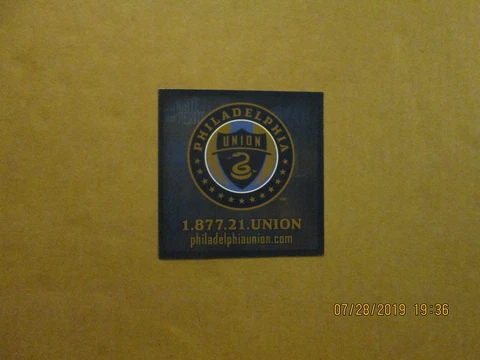 PHILADELPHIA
UNION
1.877.21.UNION
philadelphiaunion.com
07/28/2019 19:36